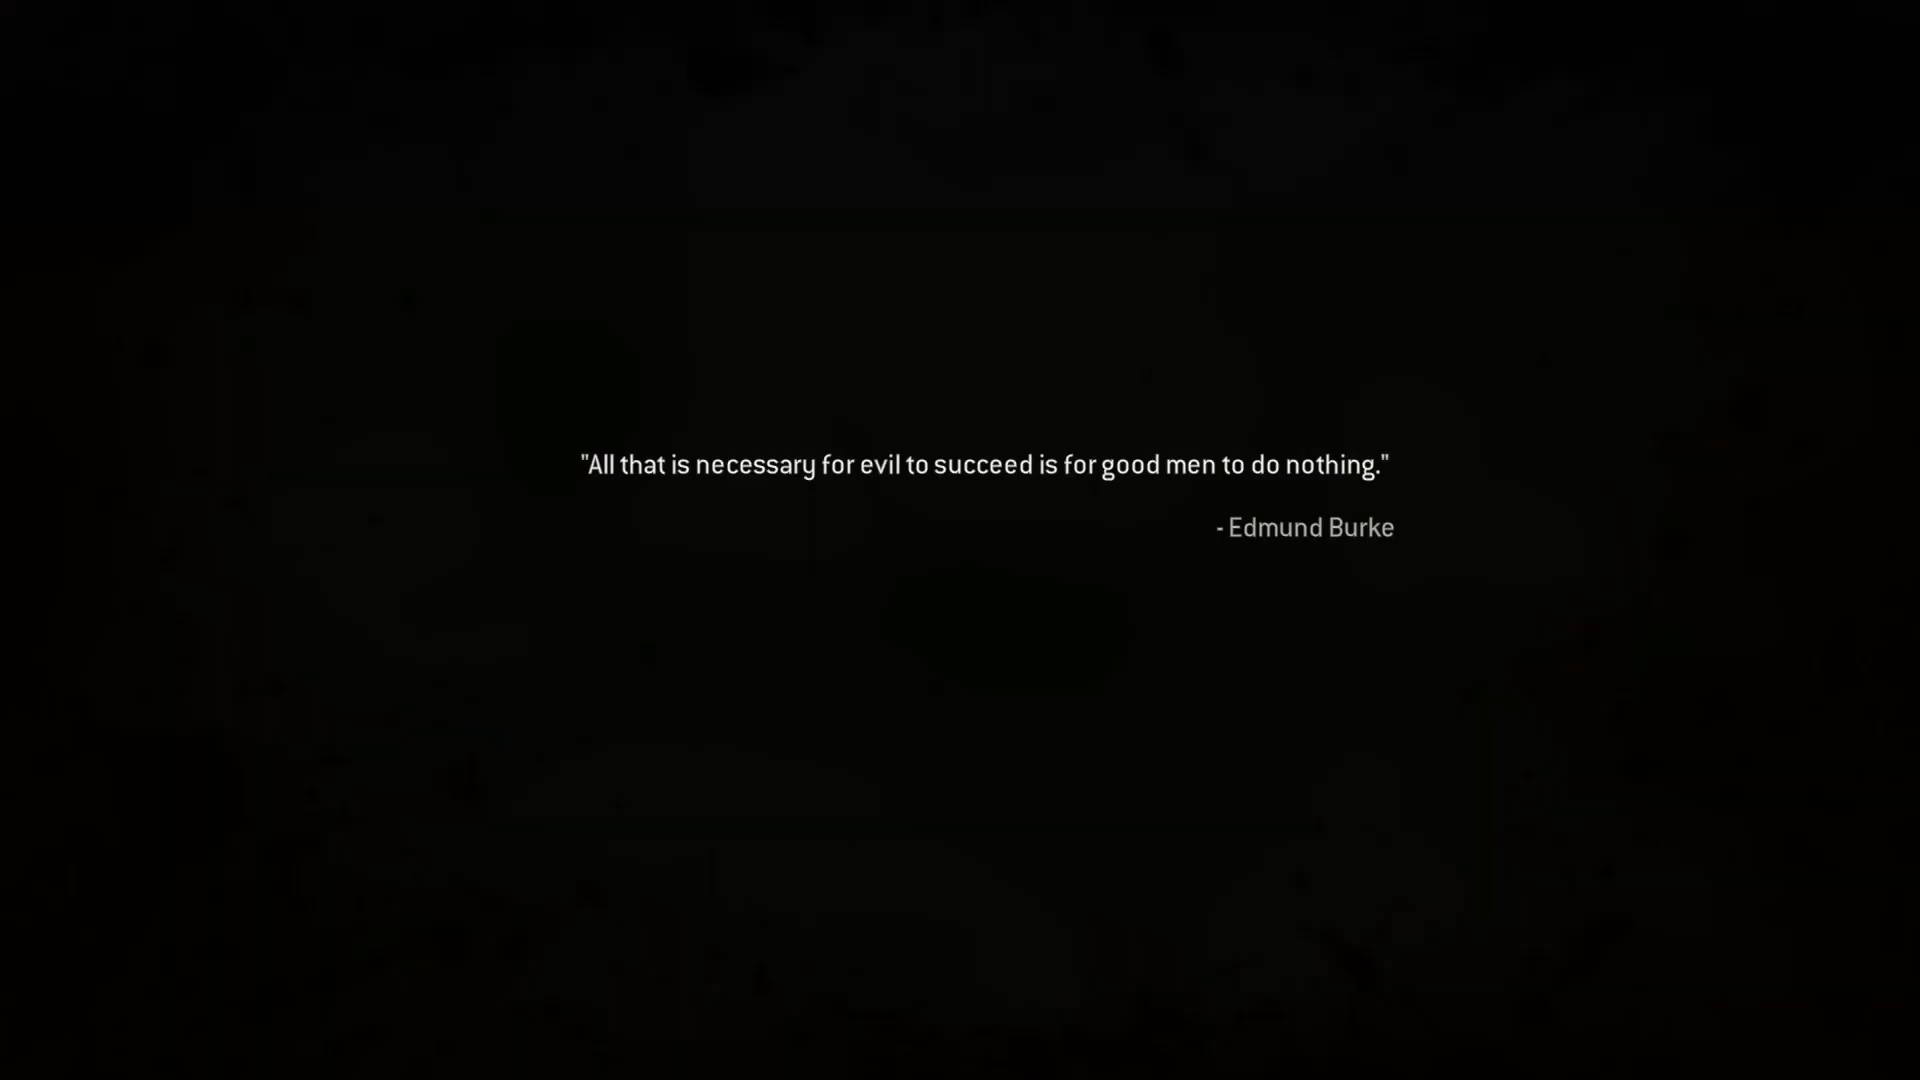 "All that is necessary for evil to succeed is for good men to do nothing."
- Edmund Burke